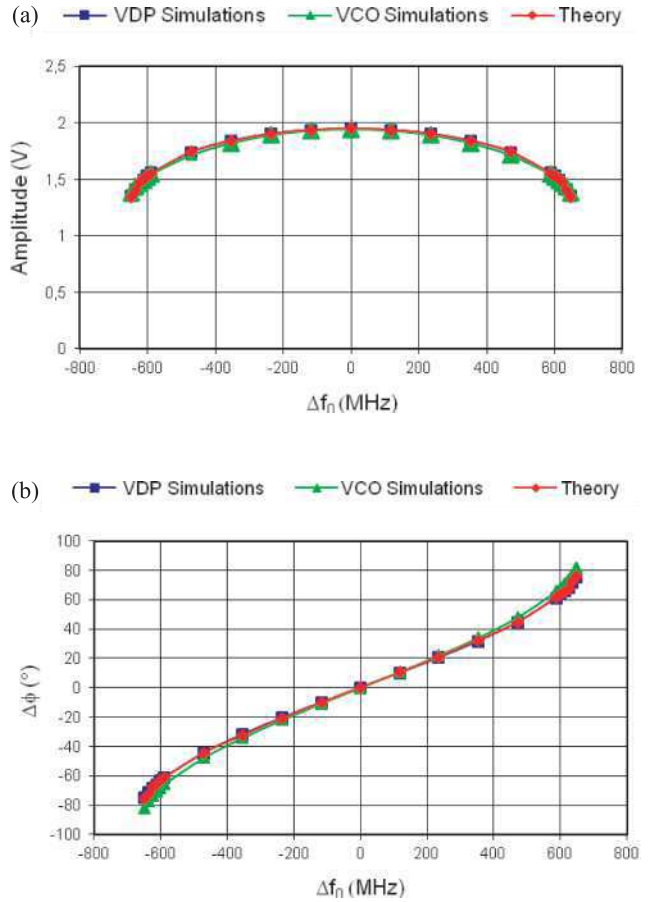 (a) VDP Simulations VCO Simulations Theory
2,5
2
1,5
1
0,5
0
Amplitude (V)
-800 -600 -400 -200 0 200 400 600 800
Δf₀ (MHz)
(b) VDP Simulations VCO Simulations Theory
100
80
60
40
20
0
-20
-40
-60
-80
-100
Δϕ (°)
-800 -600 -400 -200 0 200 400 600 800
Δf₀ (MHz)